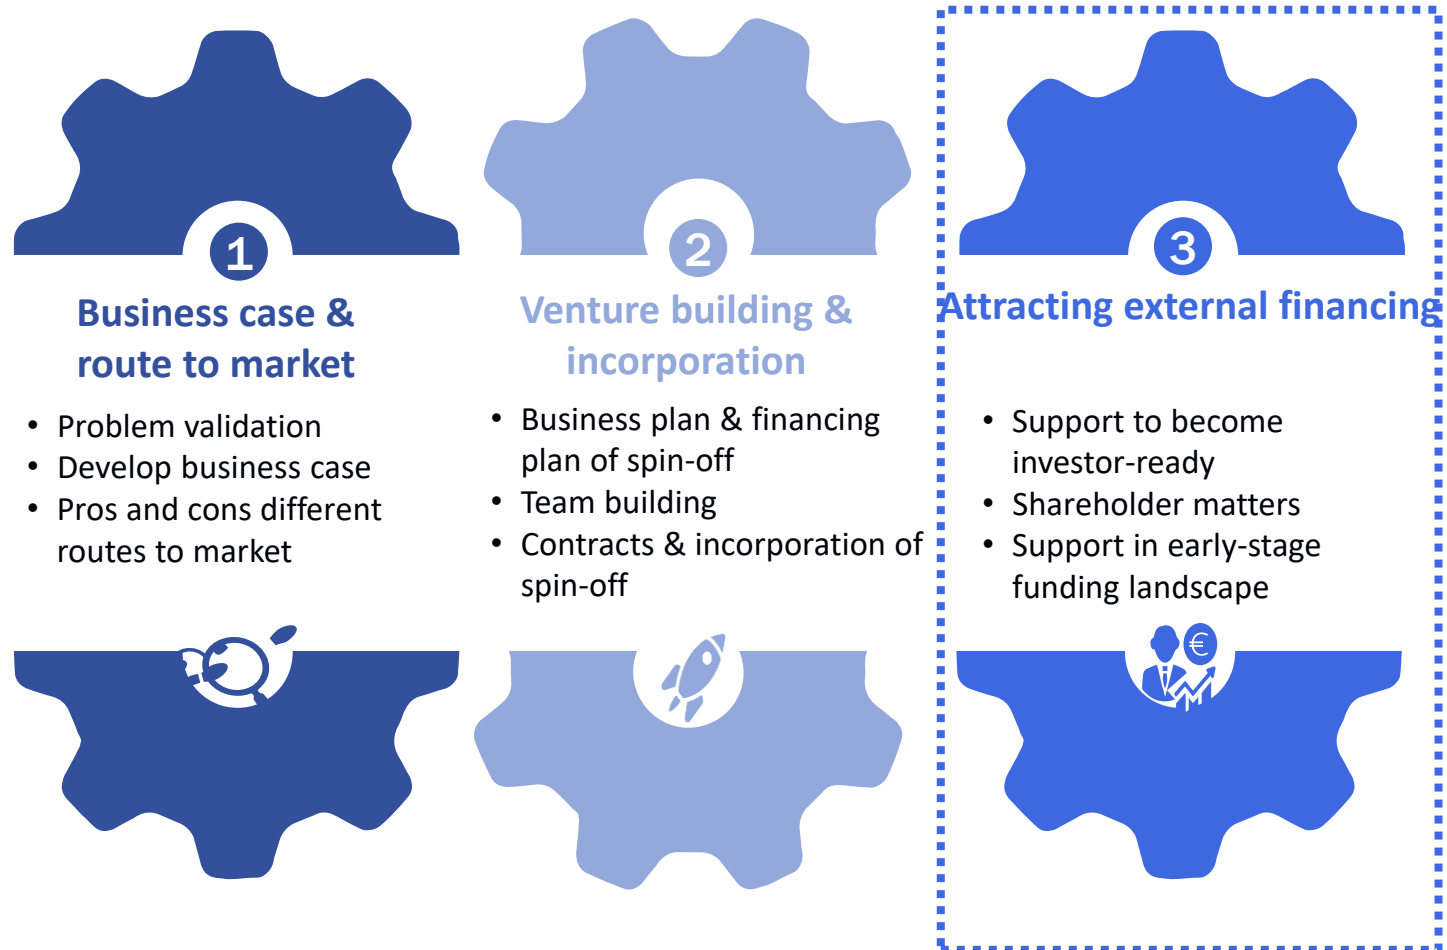 1
Business case &
route to market
• Problem validation
• Develop business case
• Pros and cons different
routes to market
2
Venture building &
incorporation
• Business plan & financing
plan of spin-off
• Team building
• Contracts & incorporation of
spin-off
3
Attracting external financing
• Support to become
investor-ready
• Shareholder matters
• Support in early-stage
funding landscape
€